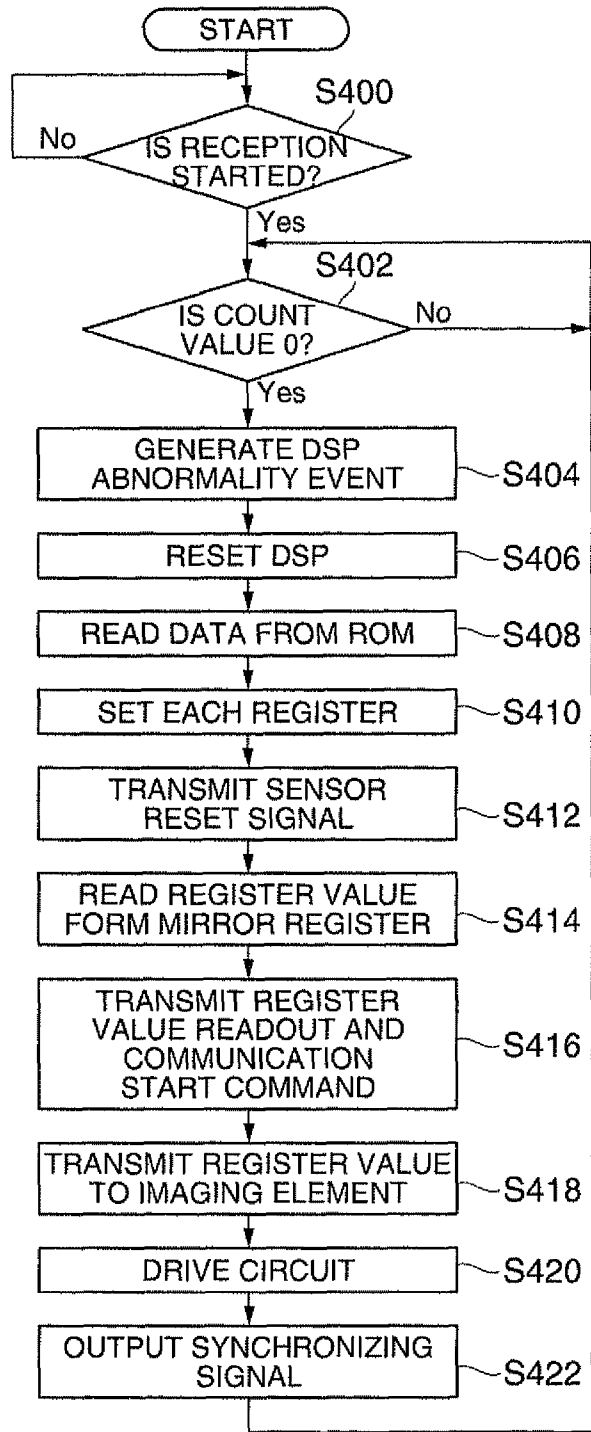 START
S400
No
IS RECEPTION
STARTED?
Yes
S402
IS COUNT
VALUE 0?
No
Yes
GENERATE DSP
ABNORMALITY EVENT
S404
RESET DSP
S406
READ DATA FROM ROM
S408
SET EACH REGISTER
S410
TRANSMIT SENSOR
RESET SIGNAL
S412
READ REGISTER VALUE
FORM MIRROR REGISTER
S414
TRANSMIT REGISTER
VALUE READOUT AND
COMMUNICATION
START COMMAND
S416
TRANSMIT REGISTER VALUE
TO IMAGING ELEMENT
S418
DRIVE CIRCUIT
S420
OUTPUT SYNCHRONIZING
SIGNAL
S422